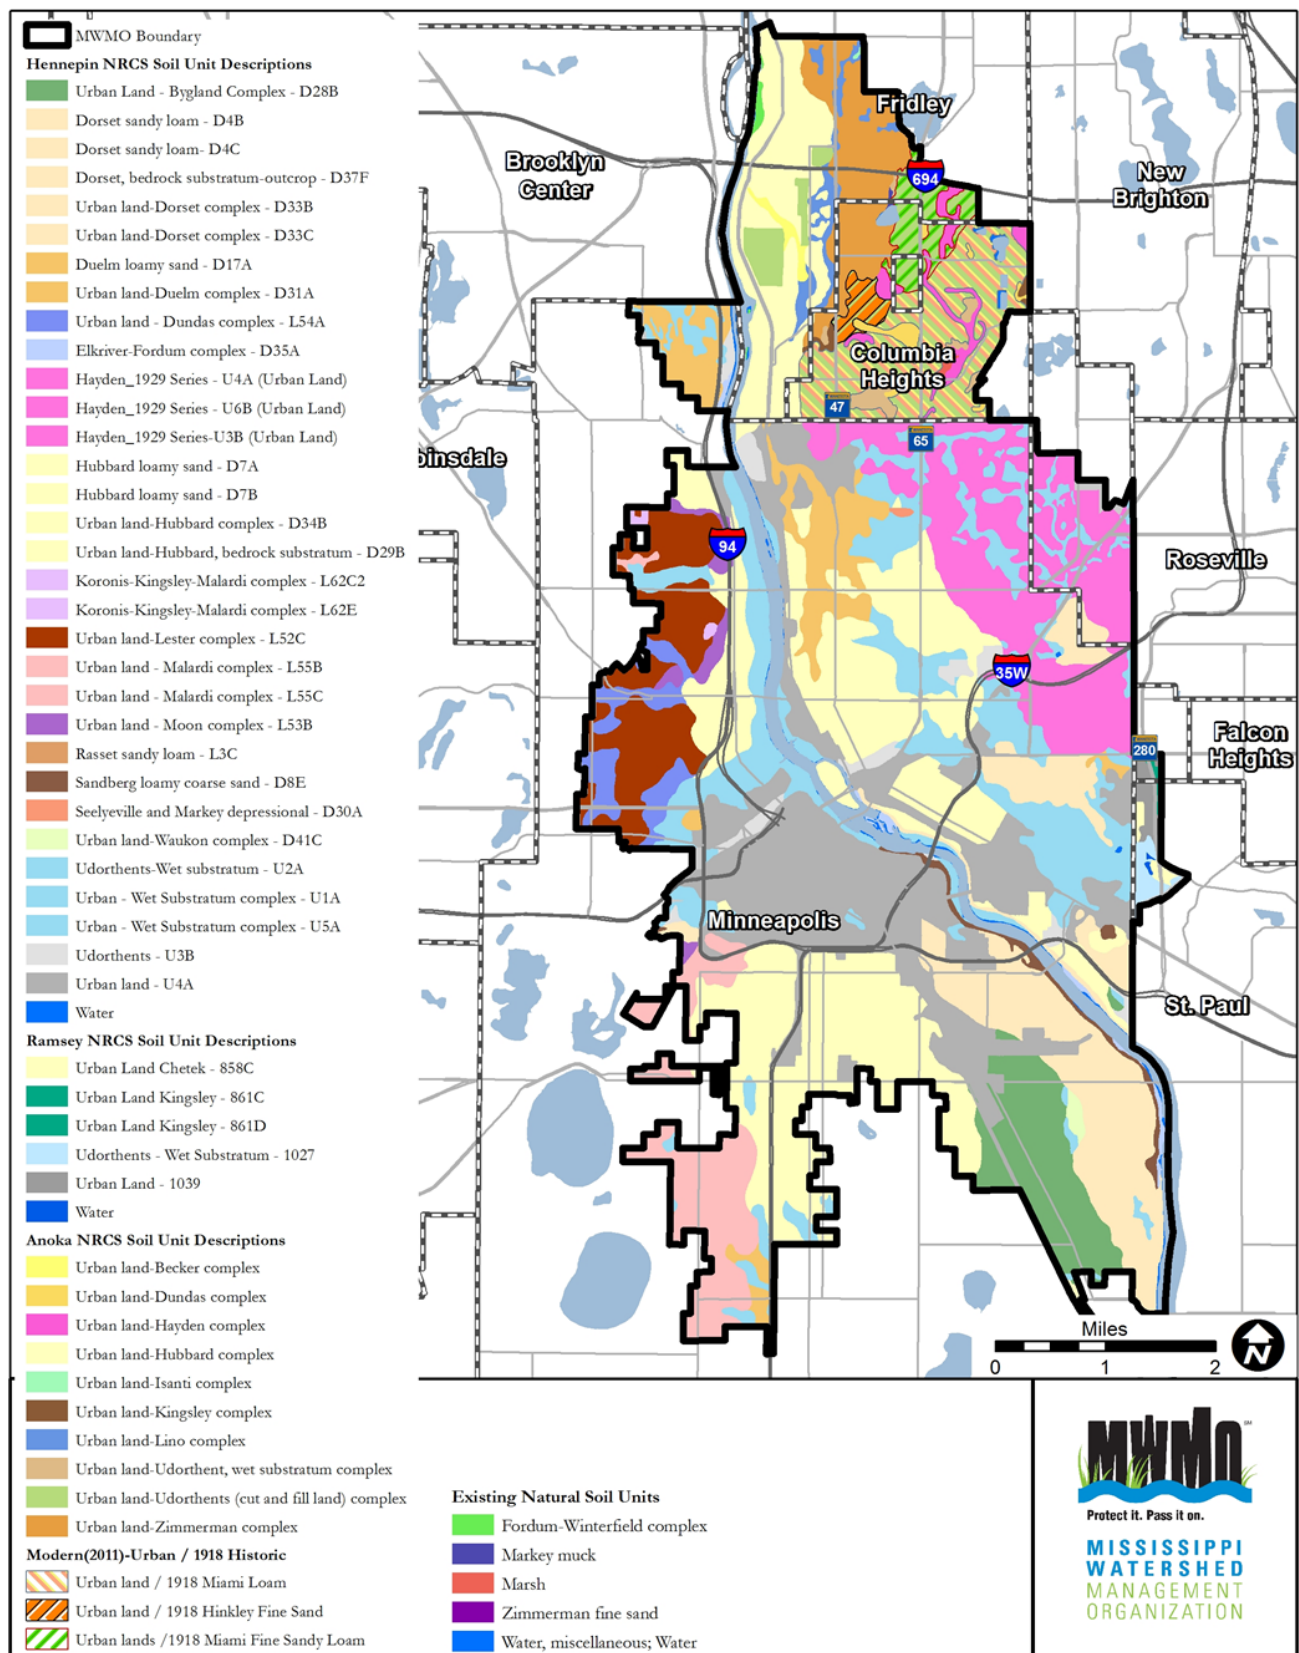 MWMO Boundary
Hennepin NRCS Soil Unit Descriptions
Urban Land - Bygland Complex - D28B
Dorset sandy loam - D4B
Dorset sandy loam- D4C
Dorset, bedrock substratum-outcrop - D37F
Urban land-Dorset complex - D33B
Urban land-Dorset complex - D33C
Duelm loamy sand - D17A
Urban land-Duelm complex - D31A
Urban land - Dundas complex - L54A
Elkriver-Fordum complex - D35A
Hayden_1929 Series - U4A (Urban Land)
Hayden_1929 Series - U6B (Urban Land)
Hayden_1929 Series-U3B (Urban Land)
Hubbard loamy sand - D7A
Hubbard loamy sand - D7B
Urban land-Hubbard complex - D34B
Urban land-Hubbard, bedrock substratum - D29B
Koronis-Kingsley-Malardi complex - L62C2
Koronis-Kingsley-Malardi complex - L62E
Urban land-Lester complex - L52C
Urban land - Malardi complex - L55B
Urban land - Malardi complex - L55C
Urban land - Moon complex - L53B
Rasset sandy loam - L3C
Sandberg loamy coarse sand - D8E
Seelyeville and Markey depressional - D30A
Urban land-Waukon complex - D41C
Udorthents-Wet substratum - U2A
Urban - Wet Substratum complex - U1A
Urban - Wet Substratum complex - U5A
Udorthents - U3B
Urban land - U4A
Water
Ramsey NRCS Soil Unit Descriptions
Urban Land Chetek - 858C
Urban Land Kingsley - 861C
Urban Land Kingsley - 861D
Udorthents - Wet Substratum - 1027
Urban Land - 1039
Water
Anoka NRCS Soil Unit Descriptions
Urban land-Becker complex
Urban land-Dundas complex
Urban land-Hayden complex
Urban land-Hubbard complex
Urban land-Isanti complex
Urban land-Kingsley complex
Urban land-Lino complex
Urban land-Udorthent, wet substratum complex
Urban land-Udorthents (cut and fill land) complex
Urban land-Zimmerman complex
Modern(2011)-Urban / 1918 Historic
Urban land / 1918 Miami Loam
Urban land / 1918 Hinkley Fine Sand
Urban lands /1918 Miami Fine Sandy Loam
Existing Natural Soil Units
Fordum-Winterfield complex
Markey muck
Marsh
Zimmerman fine sand
Water, miscellaneous; Water
Fridley
Brooklyn
Center
694
New
Brighton
Columbia
Heights
47
65
binsdale
94
Roseville
35W
Falcon
Heights
280
Minneapolis
St. Paul
Miles
0 1 2
N
MWMO SM
Protect it. Pass it on.
MISSISSIPPI
WATERSHED
MANAGEMENT
ORGANIZATION